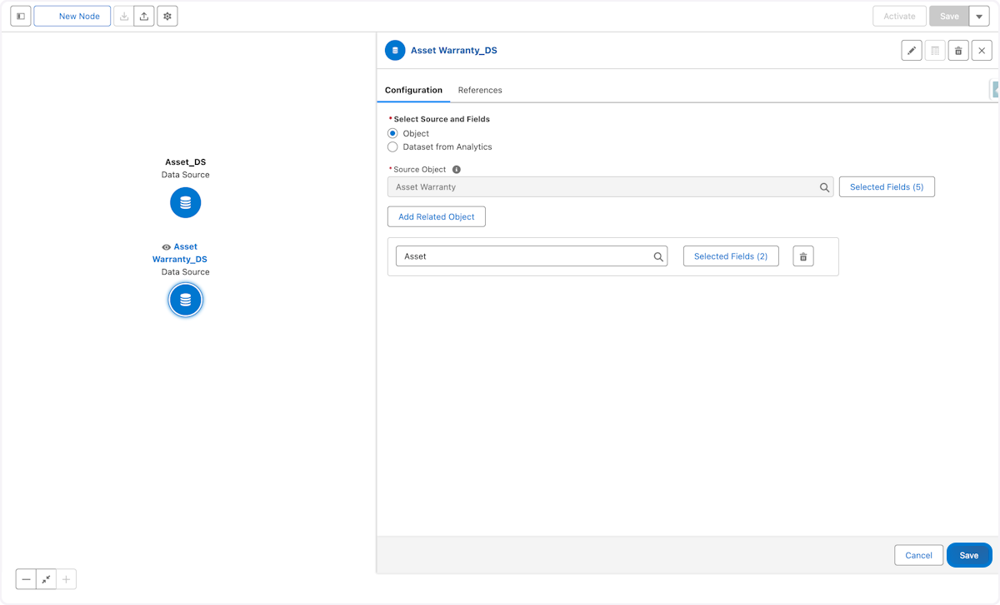 New Node
Activate
Save
Asset Warranty_DS
Configuration
References
* Select Source and Fields
Object
Dataset from Analytics
* Source Object
Asset Warranty
Selected Fields (5)
Add Related Object
Asset
Selected Fields (2)
Asset_DS
Data Source
Asset
Warranty_DS
Data Source
Cancel
Save